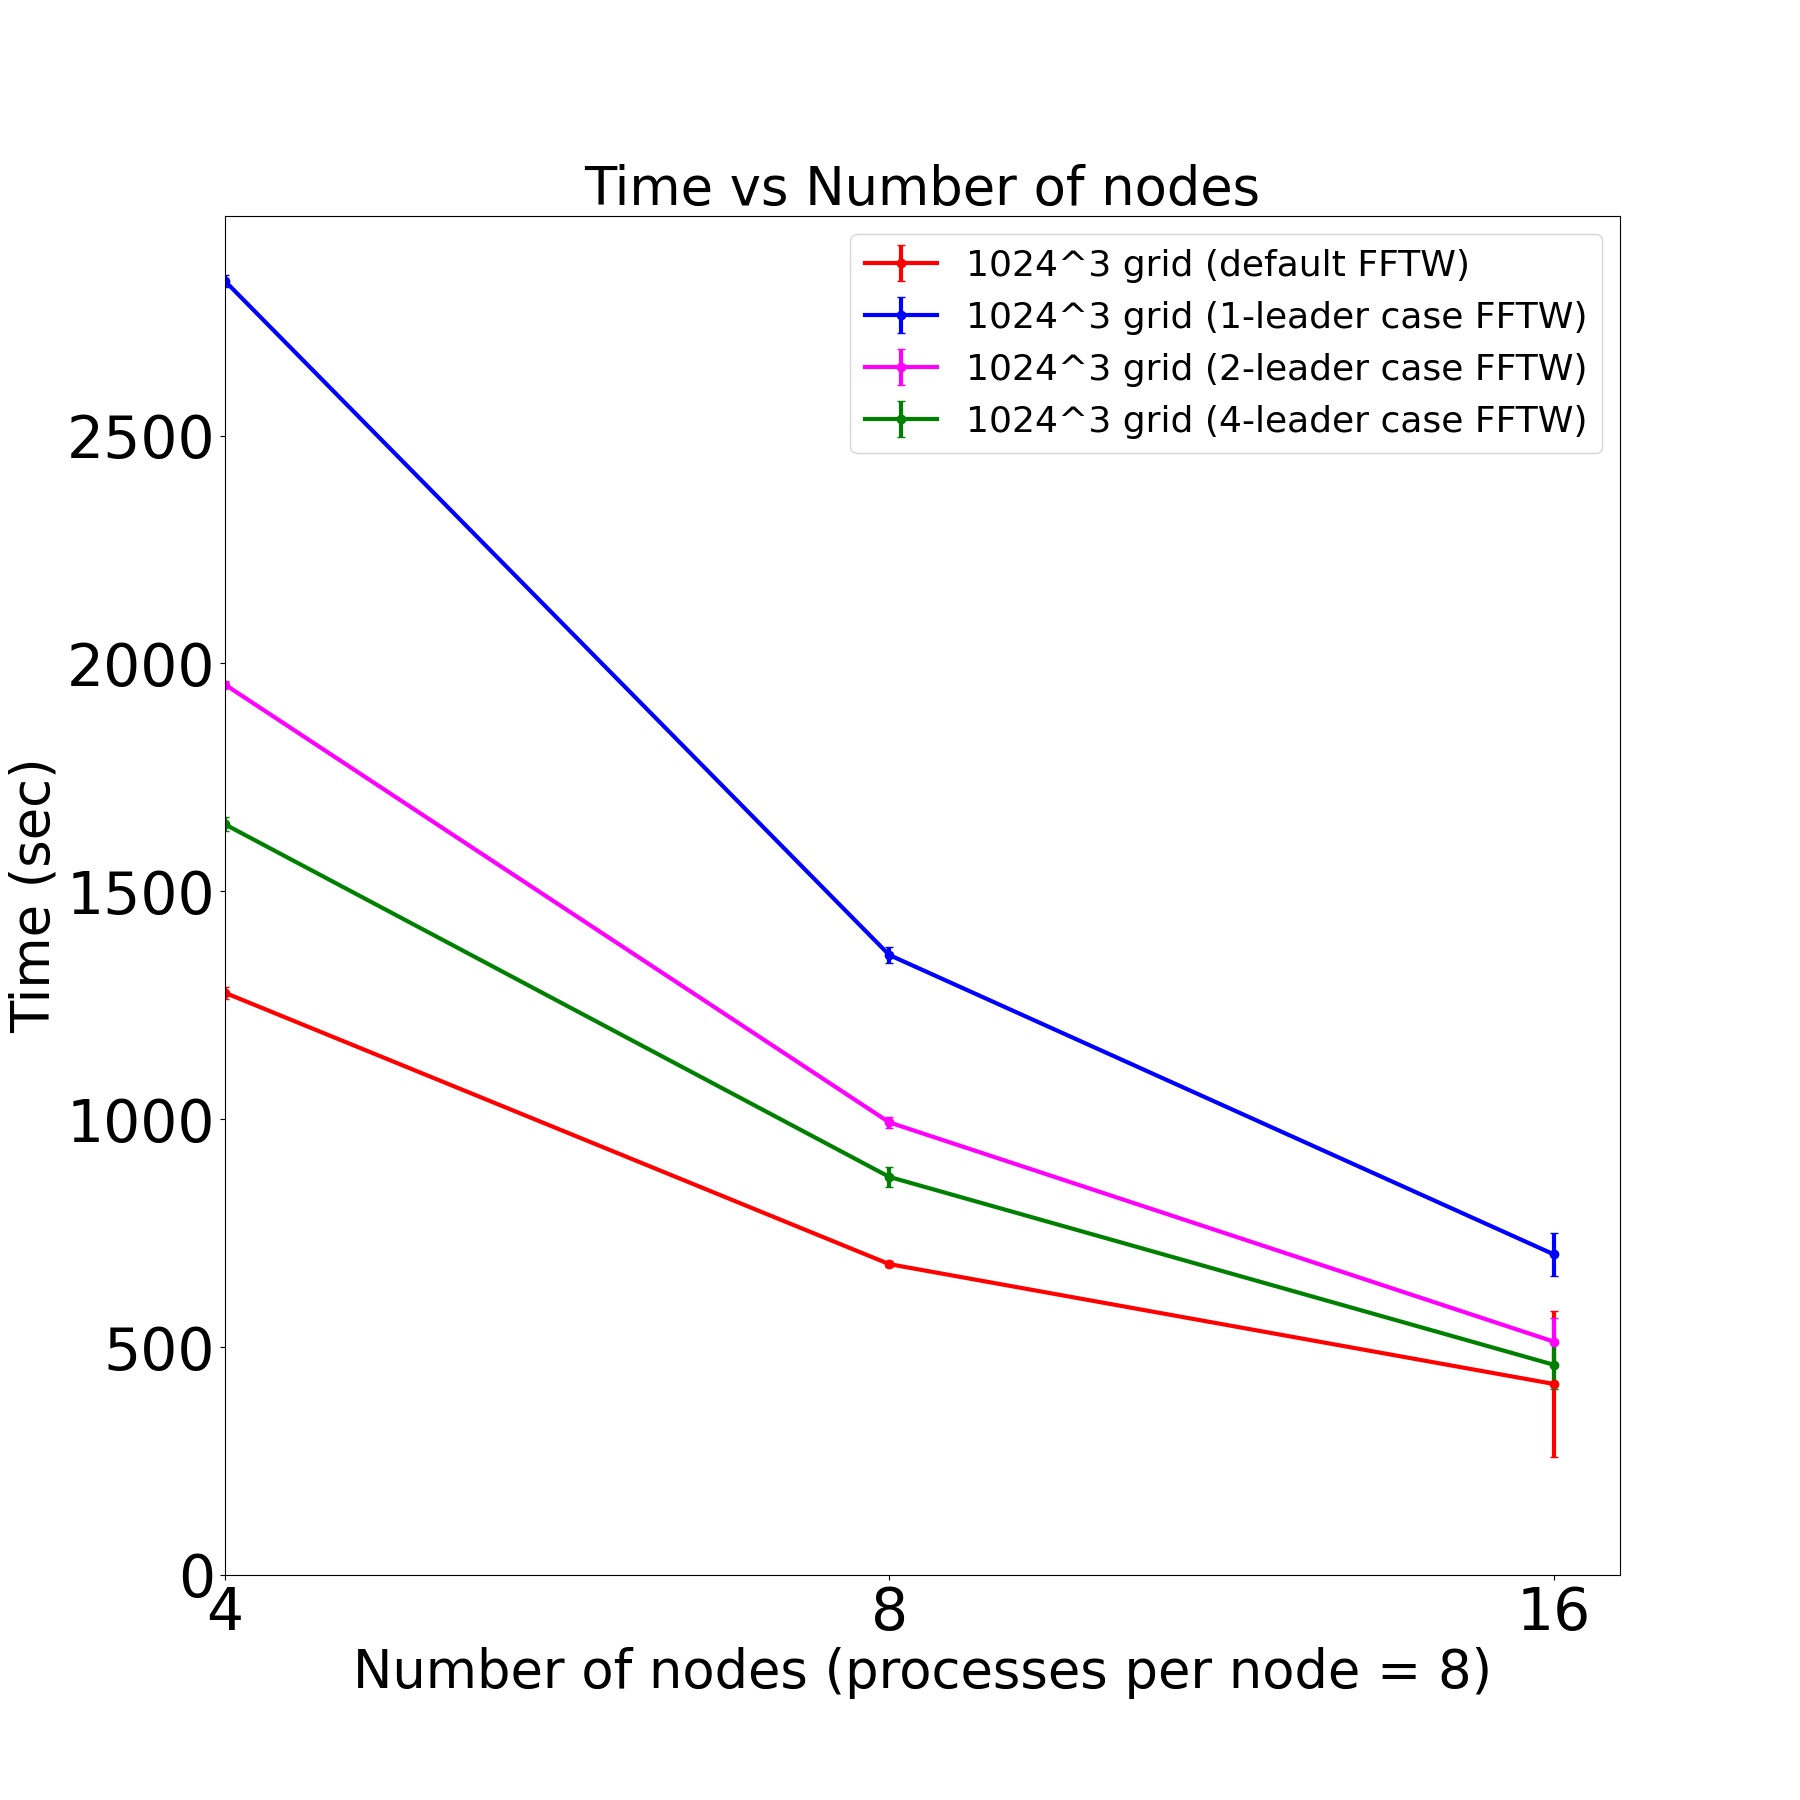 Time vs Number of nodes
1024^3 grid (default FFTW)
1024^3 grid (1-leader case FFTW)
1024^3 grid (2-leader case FFTW)
1024^3 grid (4-leader case FFTW)
Time (sec)
2500
2000
1500
1000
500
0
4 8 16
Number of nodes (processes per node = 8)